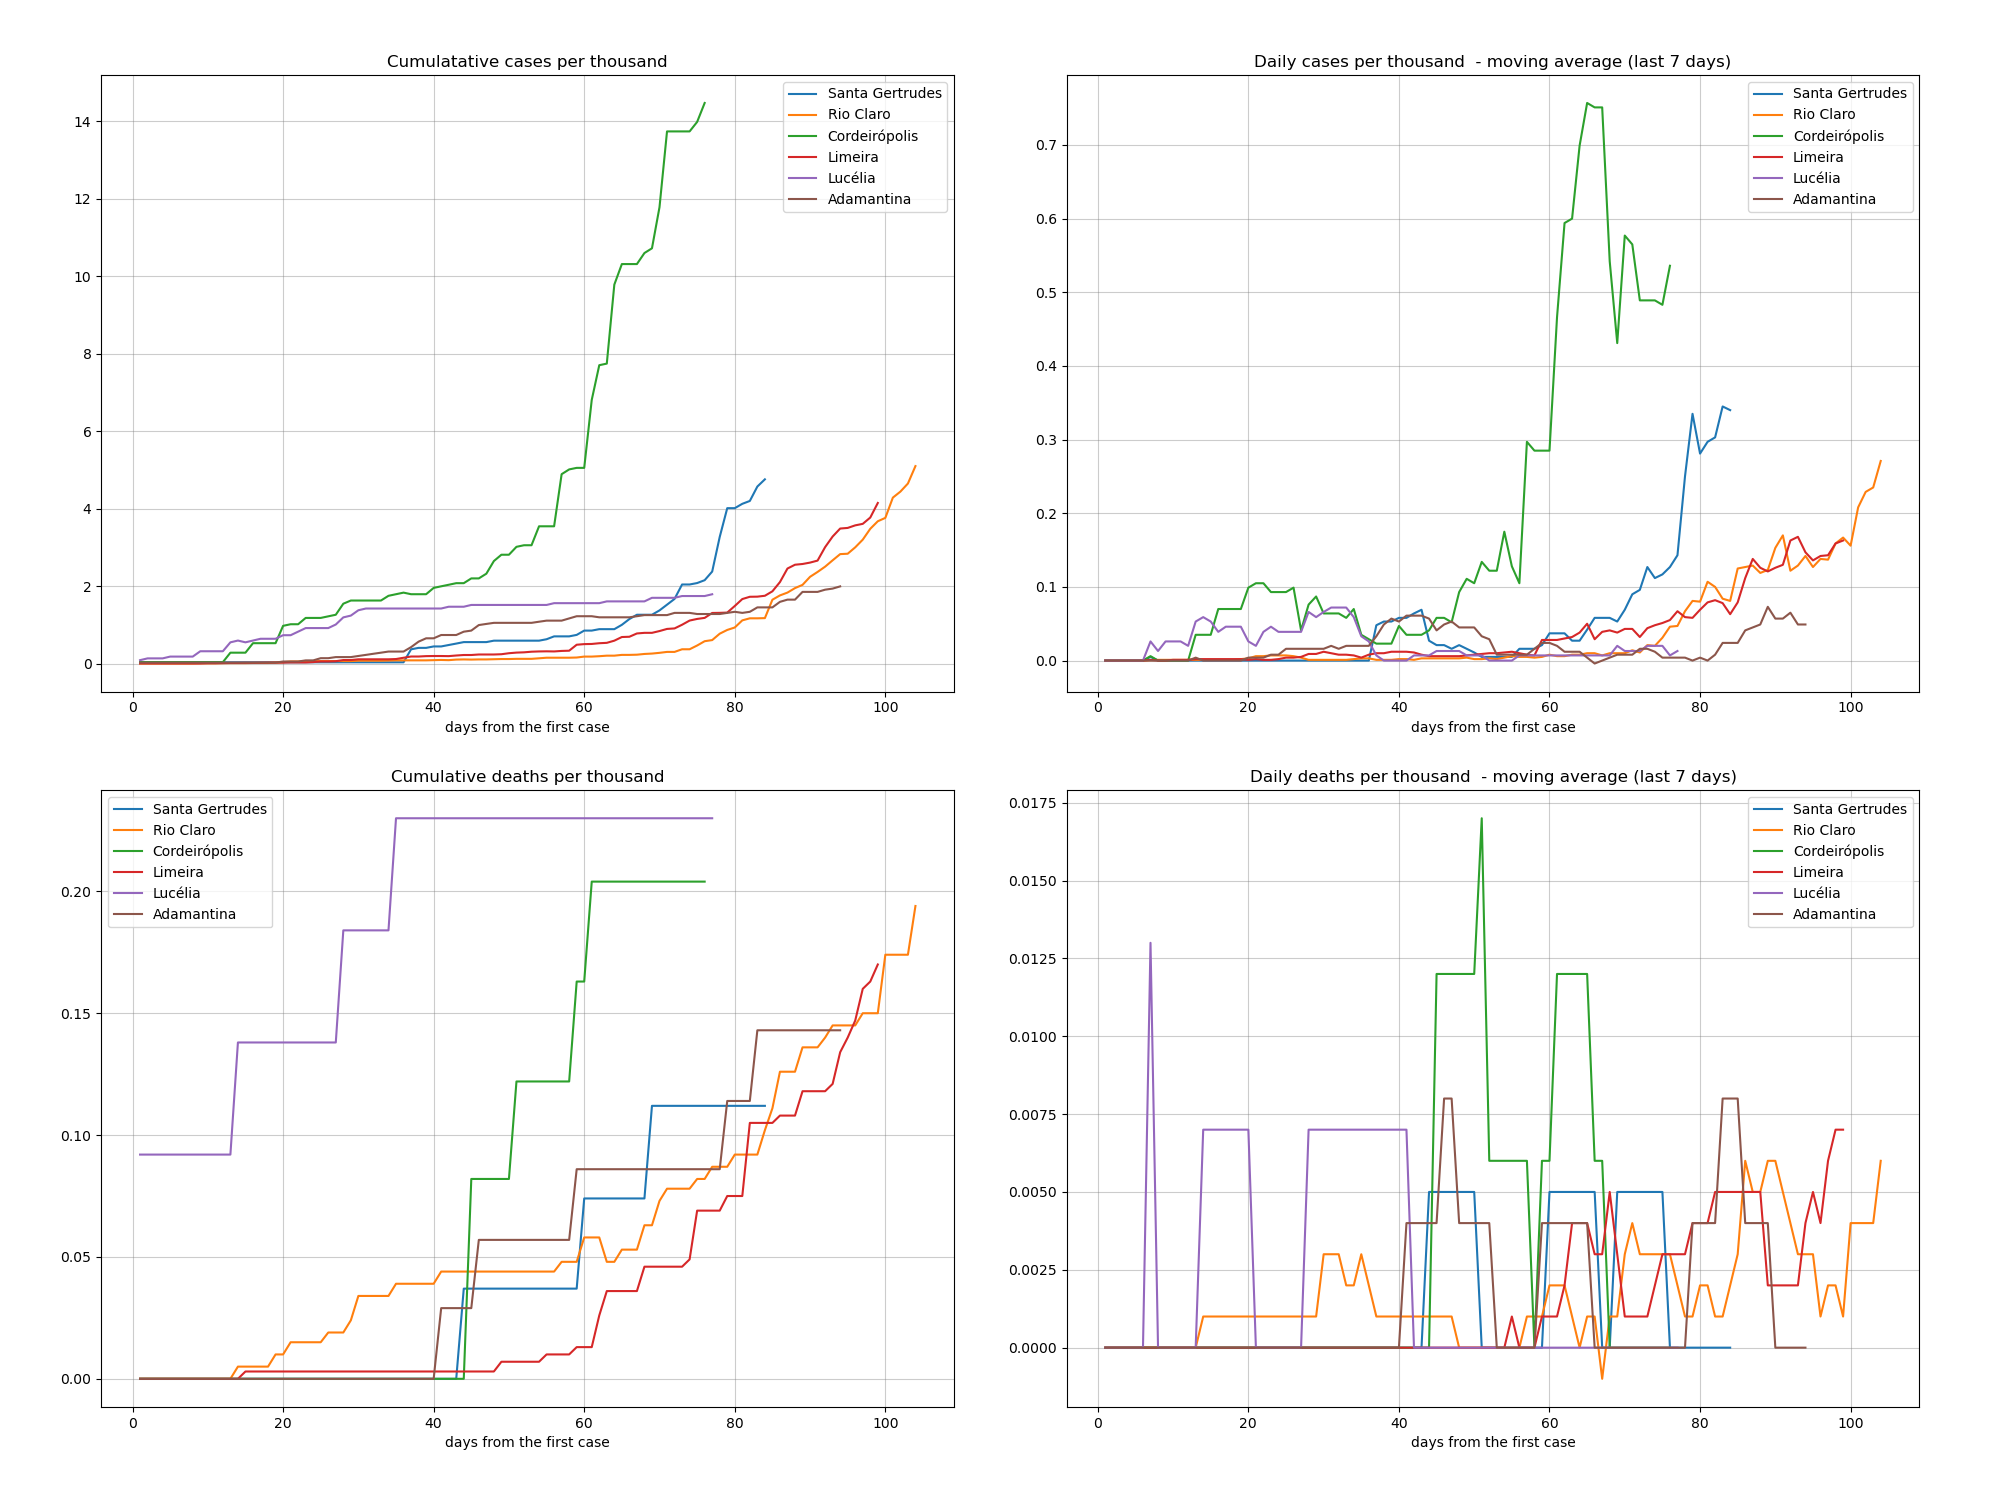 Cumulatative cases per thousand
14
12
10
8
6
4
2
0
0 20 40 60 80 100
days from the first case
Santa Gertrudes
Rio Claro
Cordeirópolis
Limeira
Lucélia
Adamantina
Daily cases per thousand - moving average (last 7 days)
0.7
0.6
0.5
0.4
0.3
0.2
0.1
0.0
0 20 40 60 80 100
days from the first case
Santa Gertrudes
Rio Claro
Cordeirópolis
Limeira
Lucélia
Adamantina
Cumulative deaths per thousand
0.20
0.15
0.10
0.05
0.00
0 20 40 60 80 100
days from the first case
Santa Gertrudes
Rio Claro
Cordeirópolis
Limeira
Lucélia
Adamantina
Daily deaths per thousand - moving average (last 7 days)
0.0175
0.0150
0.0125
0.0100
0.0075
0.0050
0.0025
0.0000
0 20 40 60 80 100
days from the first case
Santa Gertrudes
Rio Claro
Cordeirópolis
Limeira
Lucélia
Adamantina